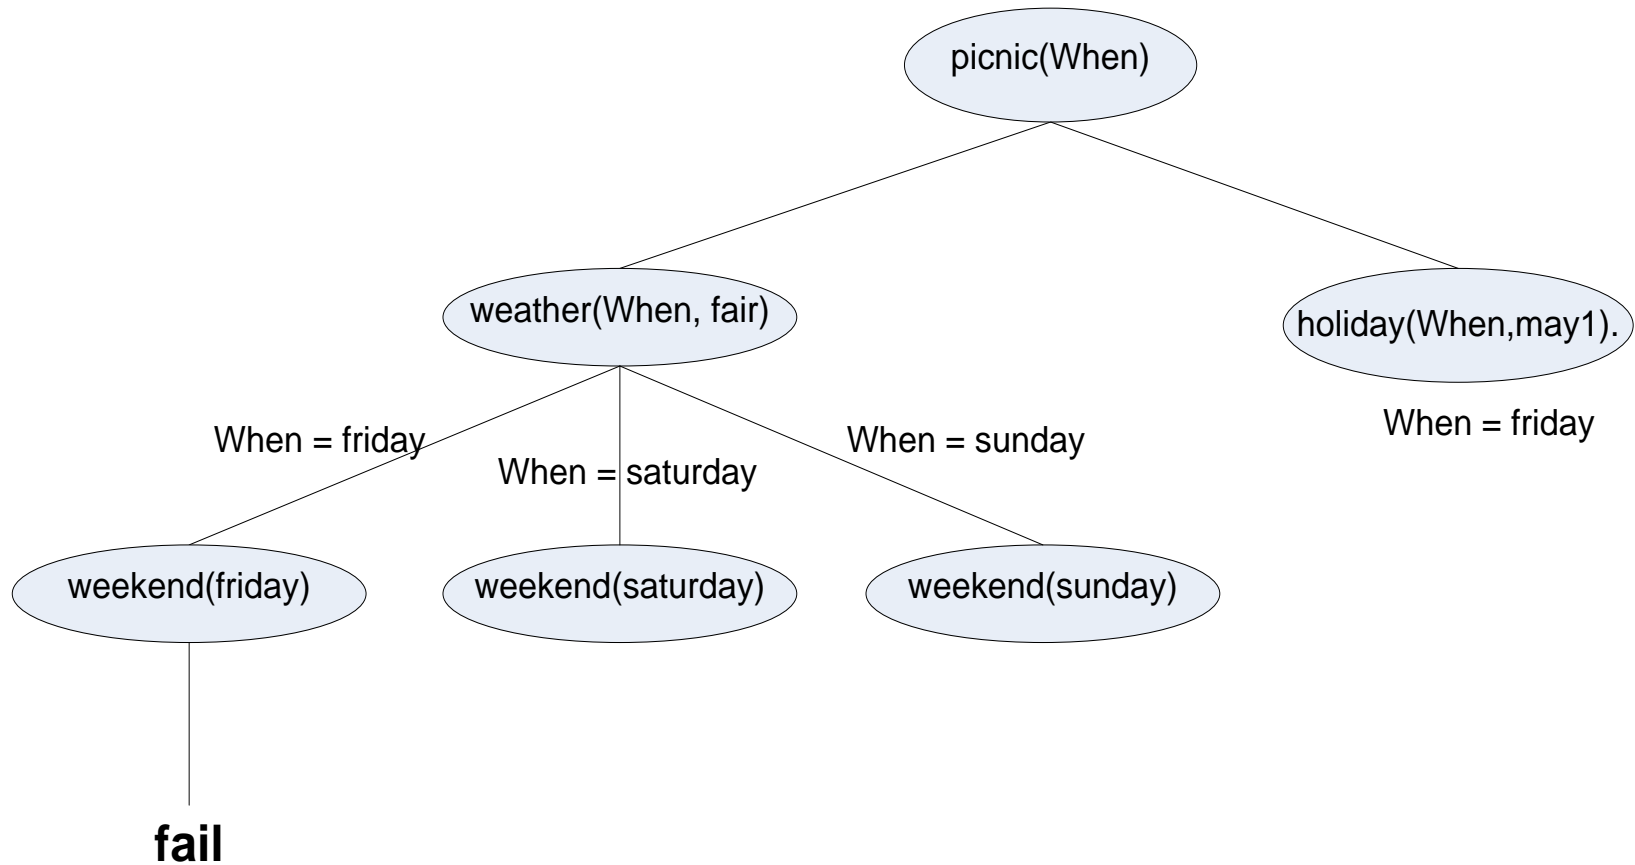 picnic(When)
weather(When, fair)
holiday(When,may1).
When = friday
When = friday
When = saturday
When = sunday
weekend(friday)
weekend(saturday)
weekend(sunday)
fail